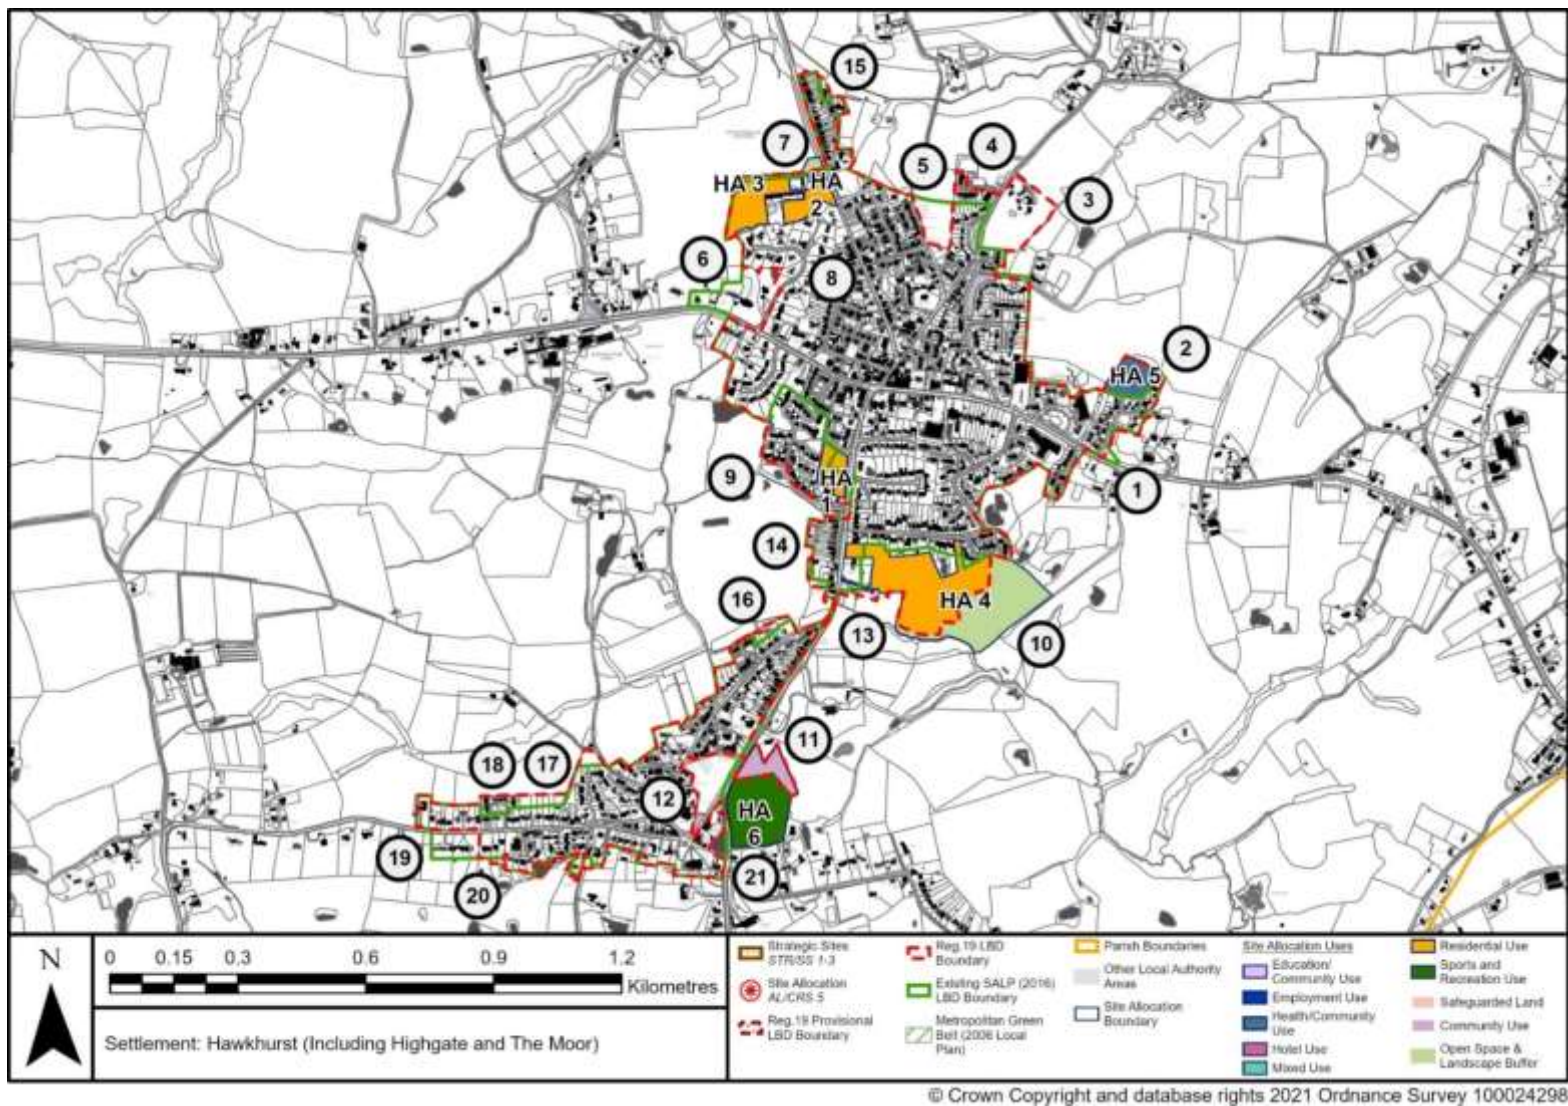 15
7
4
5
HA 3
HA
2
3
6
8
2
HA 5
9
HA
1
1
14
16
HA 4
13
10
11
18
17
12
HA
6
19
21
20
N
0 0.15 0.3 0.6 0.9 1.2
Kilometres
Settlement: Hawkhurst (Including Highgate and The Moor)
Strategic Sites
STR/SS 1-3
Site Allocation
AL/CRS 5
Reg.19 Provisional
LBD Boundary
Reg.19 LBD
Boundary
Existing SALP (2016)
LBD Boundary
Metropolitan Green
Belt (2006 Local
Plan)
Parish Boundaries
Other Local Authority
Areas
Site Allocation
Boundary
Site Allocation Uses
Education/
Community Use
Employment Use
Health/Community
Use
Hotel Use
Mixed Use
Residential Use
Sports and
Recreation Use
Safeguarded Land
Community Use
Open Space &
Landscape Buffer
© Crown Copyright and database rights 2021 Ordnance Survey 100024298